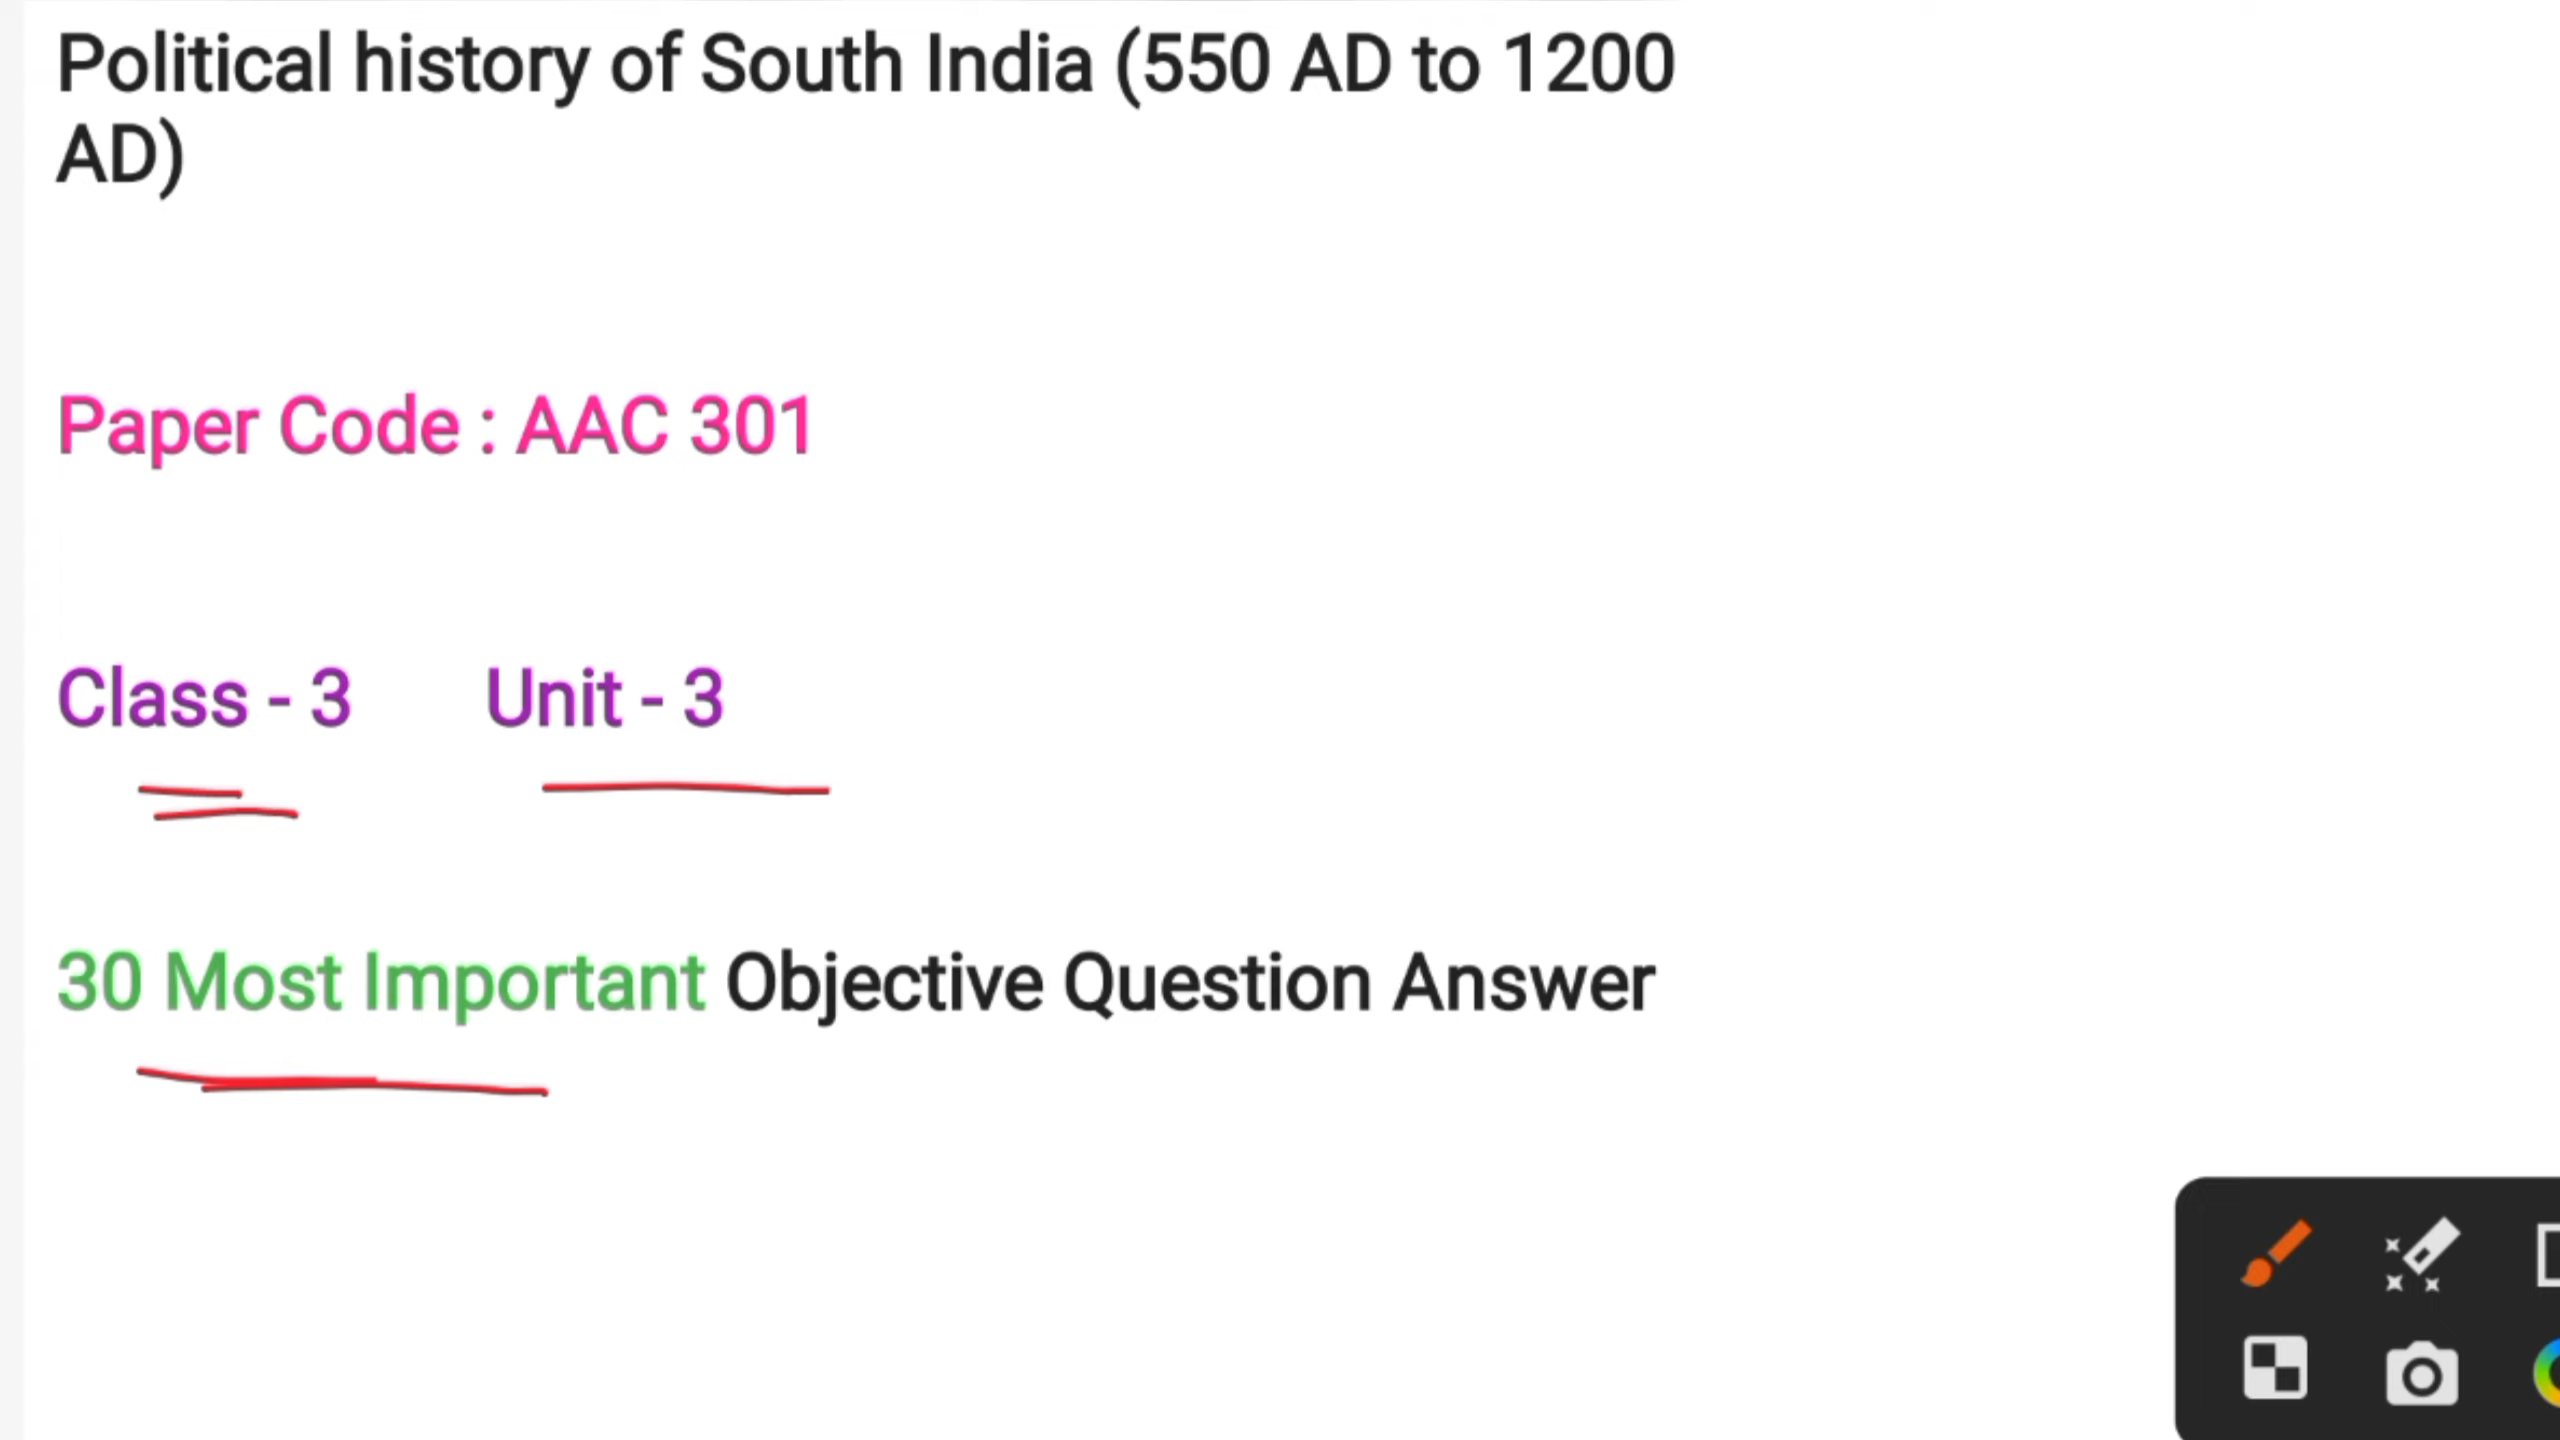 Political history of South India (550 AD to 1200
AD)
Paper Code : AAC 301
Class - 3 Unit - 3
30 Most Important Objective Question Answer